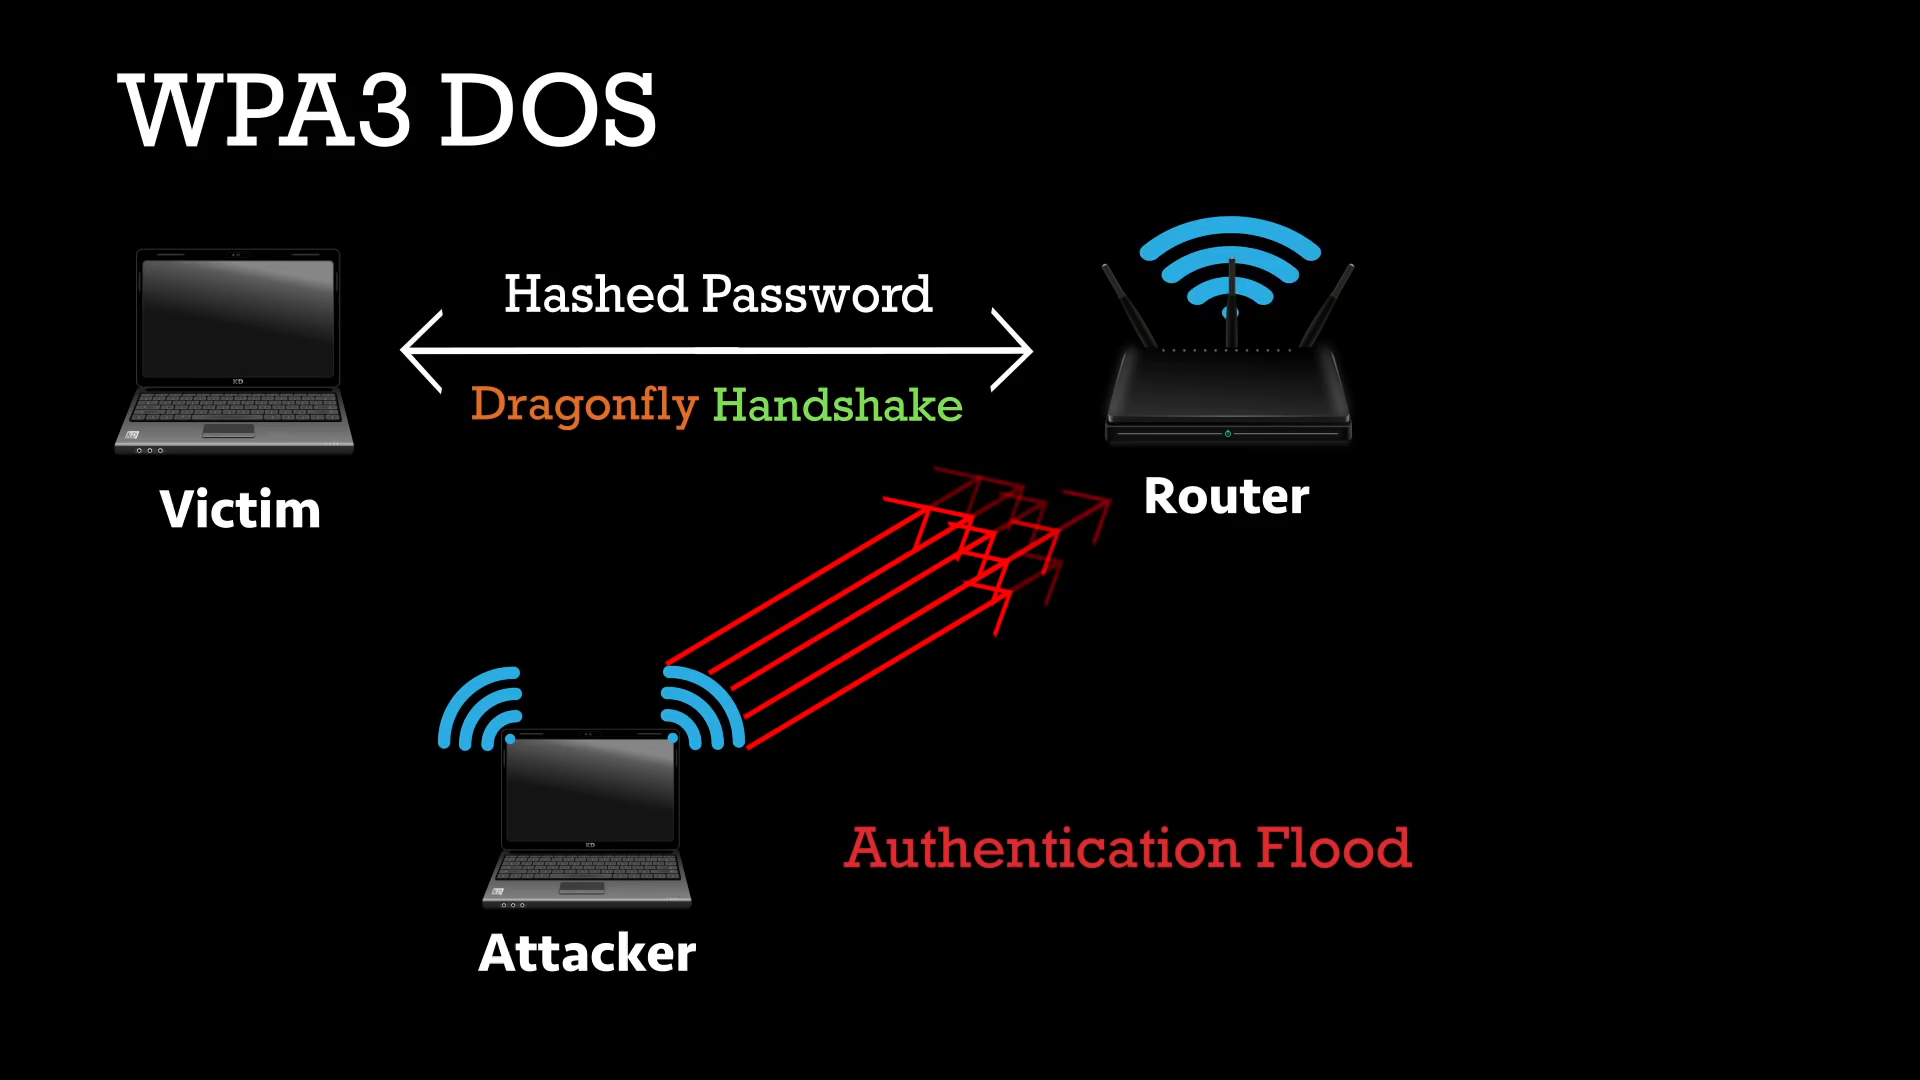 WPA3 DOS
Hashed Password
Dragonfly Handshake
Victim
Router
Authentication Flood
Attacker